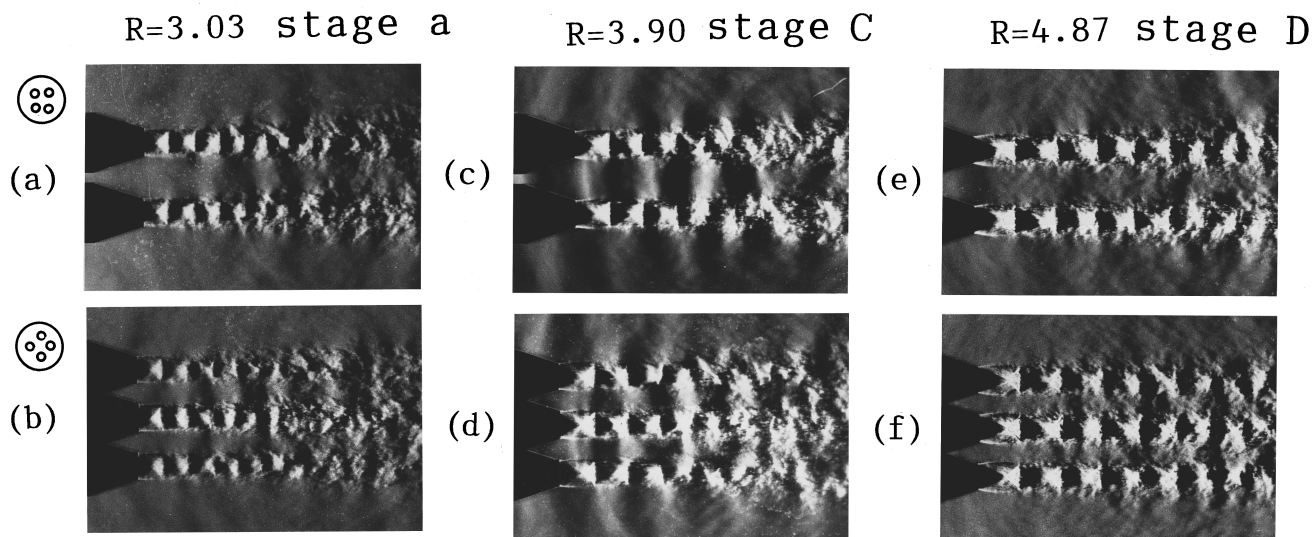 R=3.03 stage a
R=3.90 stage C
R=4.87 stage D
(a)
(c)
(e)
(b)
(d)
(f)